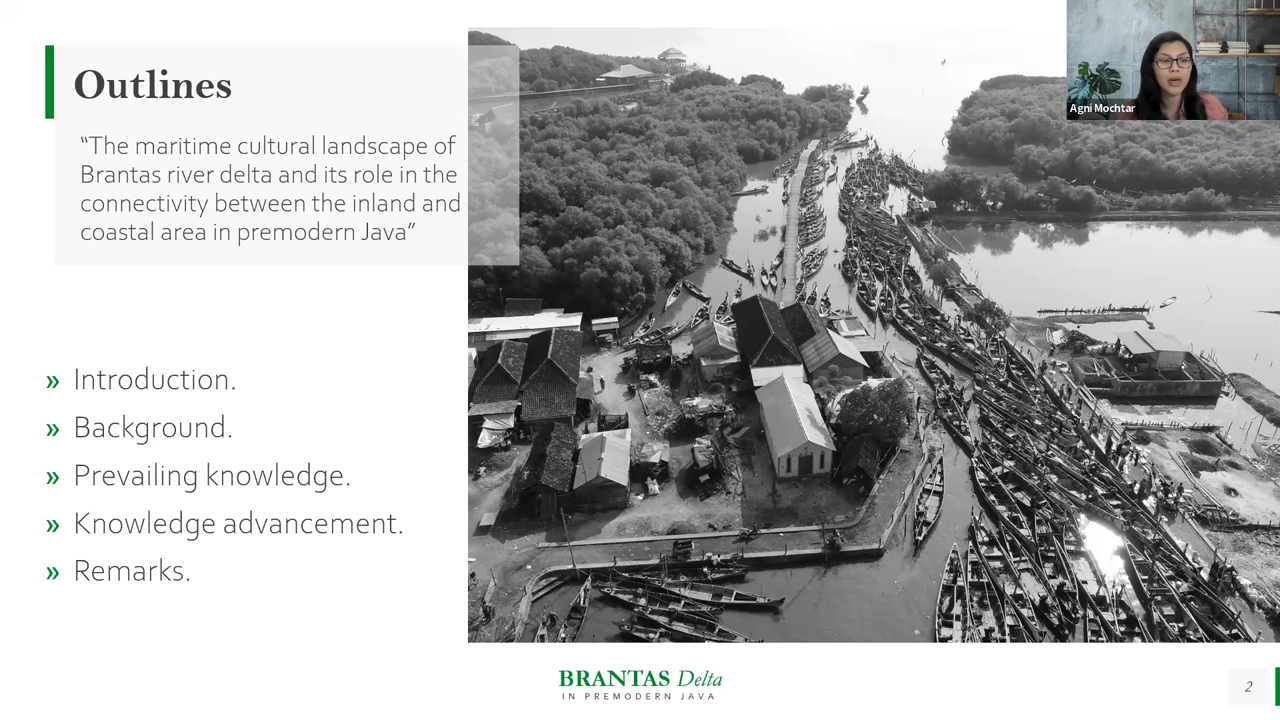 Outlines
“The maritime cultural landscape of
Brantas river delta and its role in the
connectivity between the inland and
coastal area in premodern Java”
» Introduction.
» Background.
» Prevailing knowledge.
» Knowledge advancement.
» Remarks.
Agni Mochtar
BRANTAS Delta
IN PREMODERN JAVA
2